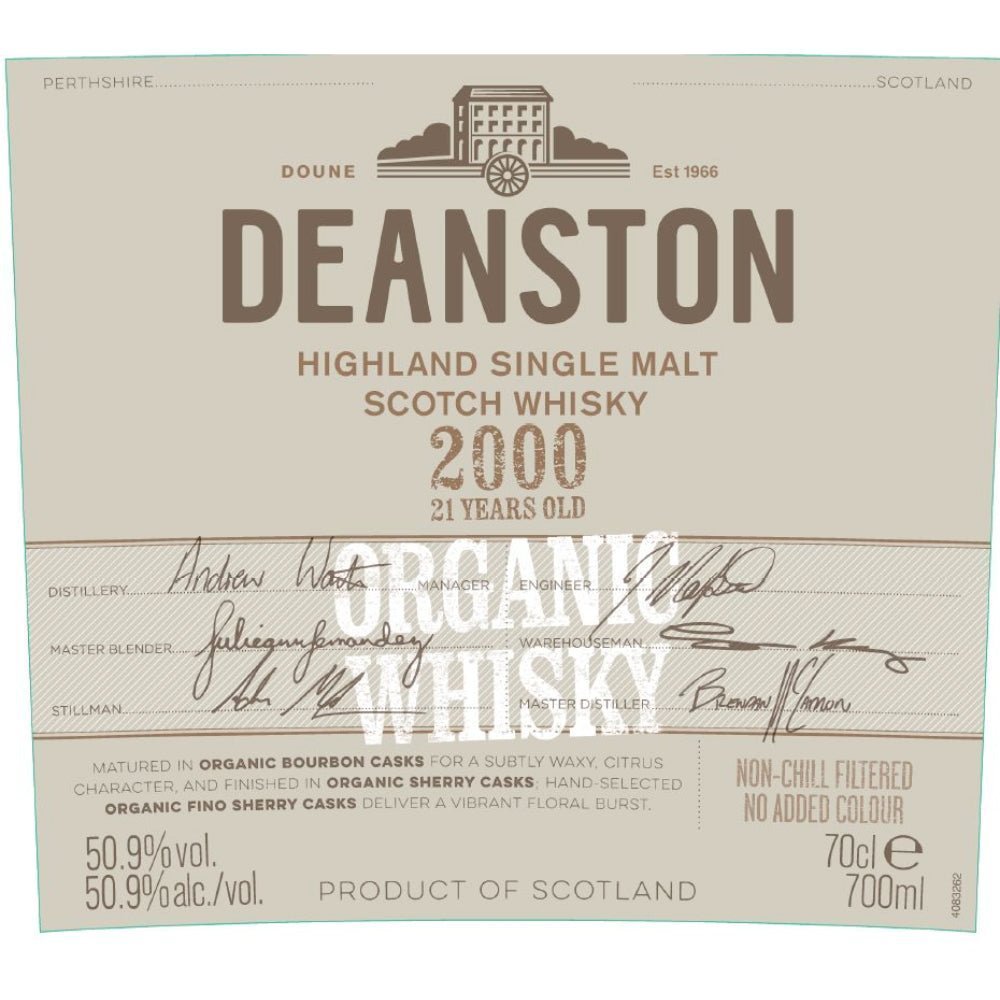 PERTHSHIRE SCOTLAND
DOUNE Est 1966
DEANSTON
HIGHLAND SINGLE MALT
SCOTCH WHISKY
2000
21 YEARS OLD
ORGANIC
WHISKY
DISTILLERY Andrew MANAGER
ENGINEER
MASTER BLENDER
WAREHOUSEMAN
STILLMAN
MASTER DISTILLER Brendan
MATURED IN ORGANIC BOURBON CASKS FOR A SUBTLY WAXY, CITRUS
CHARACTER, AND FINISHED IN ORGANIC SHERRY CASKS; HAND-SELECTED
ORGANIC FINO SHERRY CASKS DELIVER A VIBRANT FLORAL BURST.
NON-CHILL FILTERED
NO ADDED COLOUR
50.9%vol.
50.9%alc./vol.
PRODUCT OF SCOTLAND
70cl e
700ml
4083262